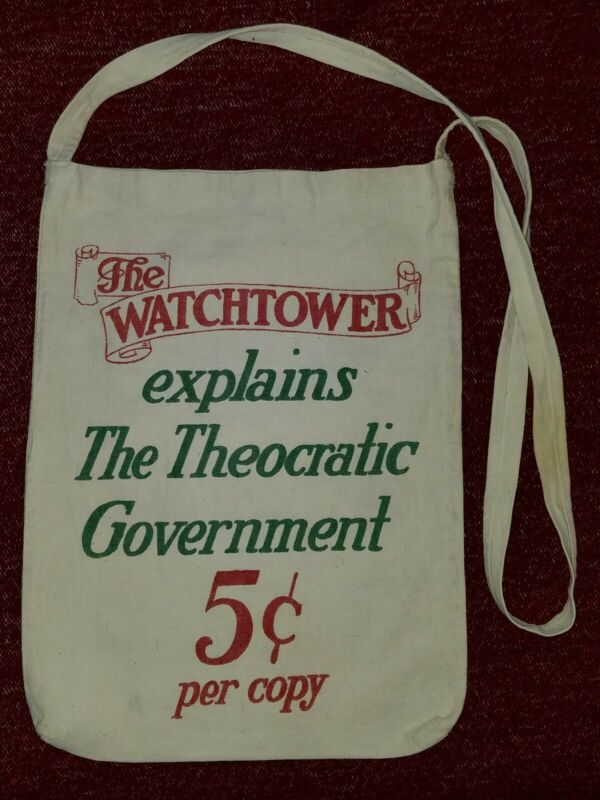 The
WATCHTOWER
explains
The Theocratic
Government
5¢
per copy